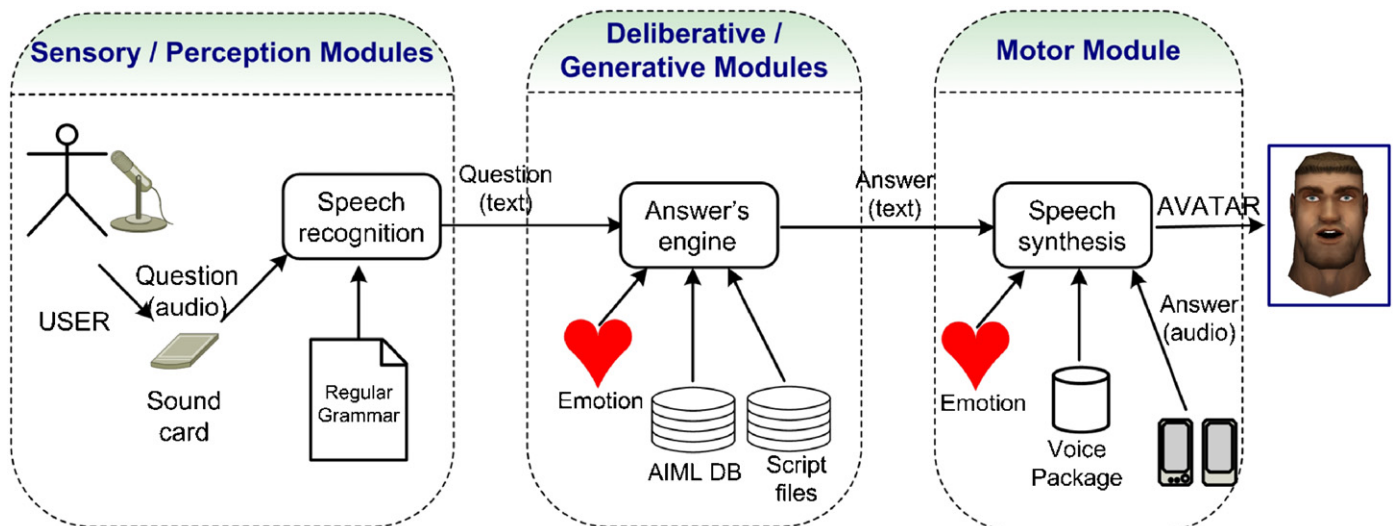 Sensory / Perception Modules
Deliberative /
Generative Modules
Motor Module
Speech
recognition
Question
(text)
Answer's
engine
Answer
(text)
Speech
synthesis
AVATAR
Question
(audio)
USER
Sound
card
Regular
Grammar
Emotion
AIML DB
Script
files
Emotion
Voice
Package
Answer
(audio)